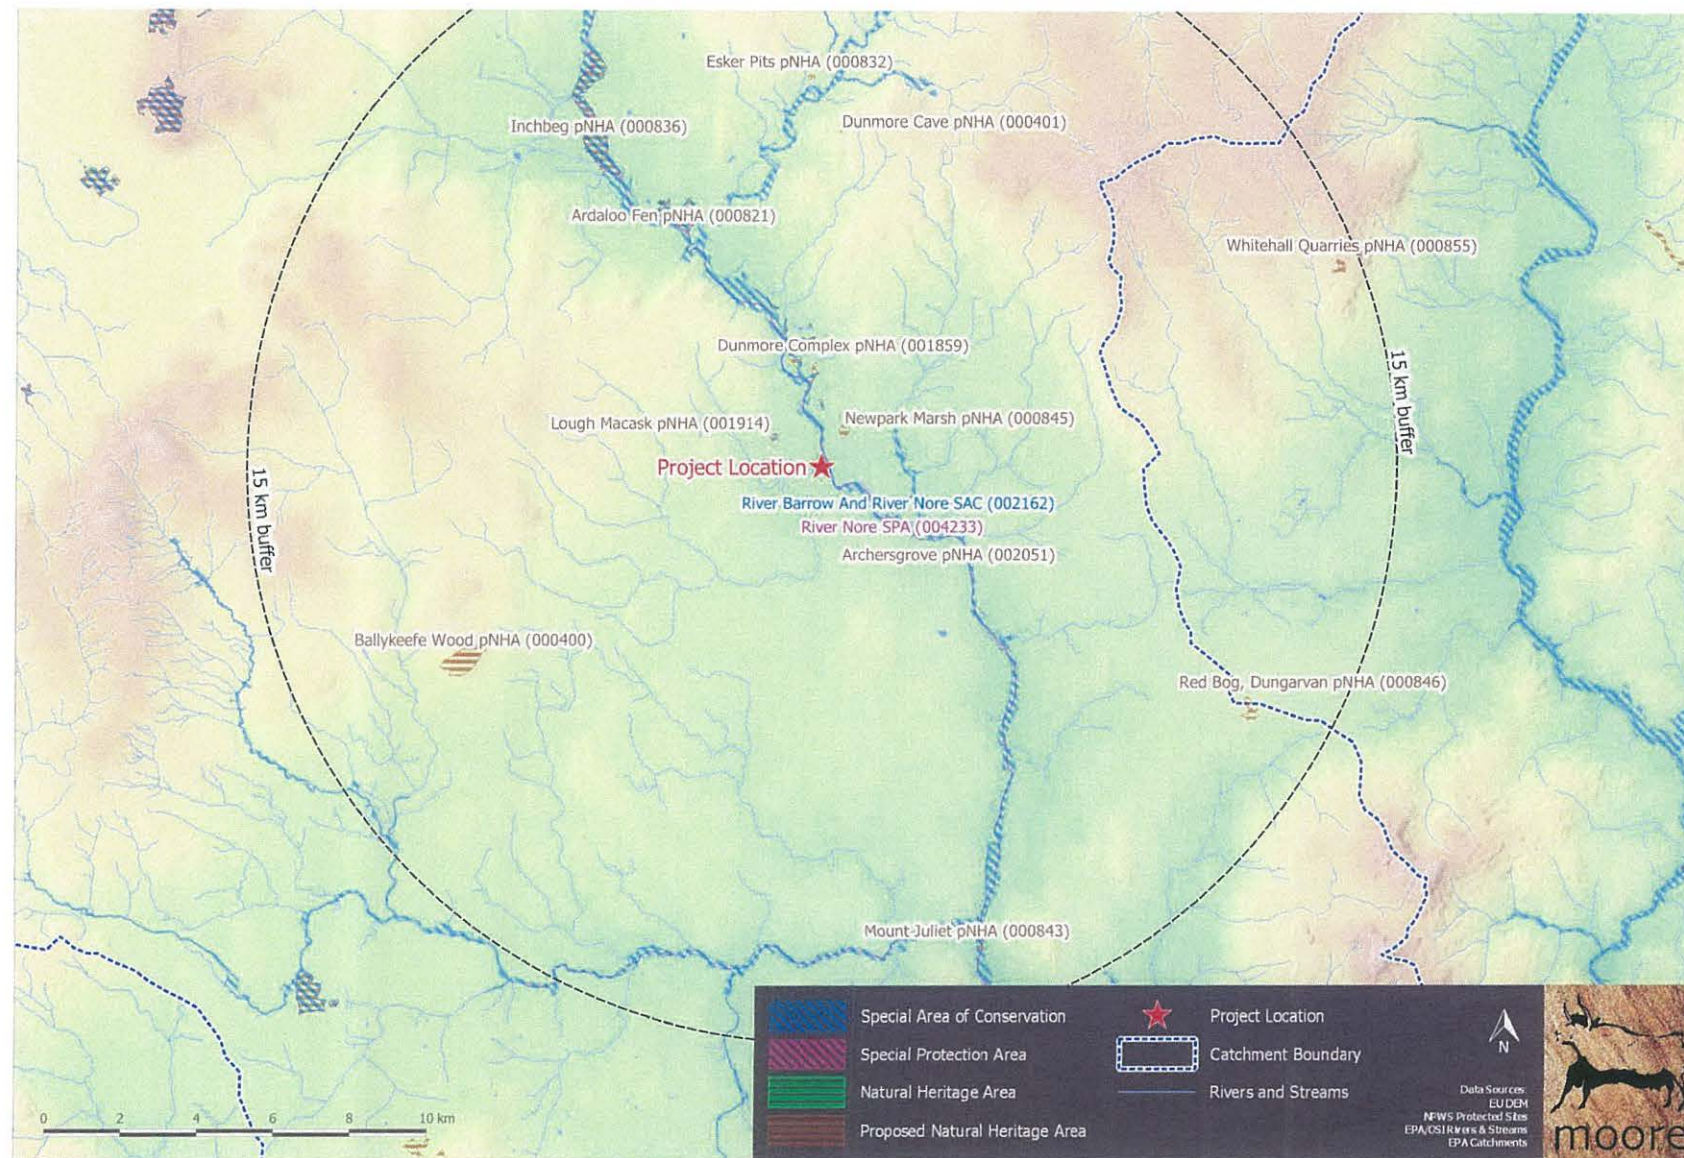 Esker Pits pNHA (000832)
Inchbeg pNHA (000836)
Dunmore Cave pNHA (000401)
Ardaloo Fen pNHA (000821)
Whitehall Quarries pNHA (000855)
Dunmore Complex pNHA (001859)
15 km buffer
Lough Macask pNHA (001914)
Newpark Marsh pNHA (000845)
Project Location
15 km buffer
River Barrow And River Nore SAC (002162)
River Nore SPA (004233)
Archersgrove pNHA (002051)
Ballykeefe Wood pNHA (000400)
Red Bog, Dungarvan pNHA (000846)
Mount Juliet pNHA (000843)
Special Area of Conservation
Special Protection Area
Natural Heritage Area
Proposed Natural Heritage Area
Project Location
Catchment Boundary
Rivers and Streams
N
Data Sources:
EU DEM
NPWS Protected Sites
EPA/OSI Rivers & Streams
EPA Catchments
moore
0 2 4 6 8 10 km